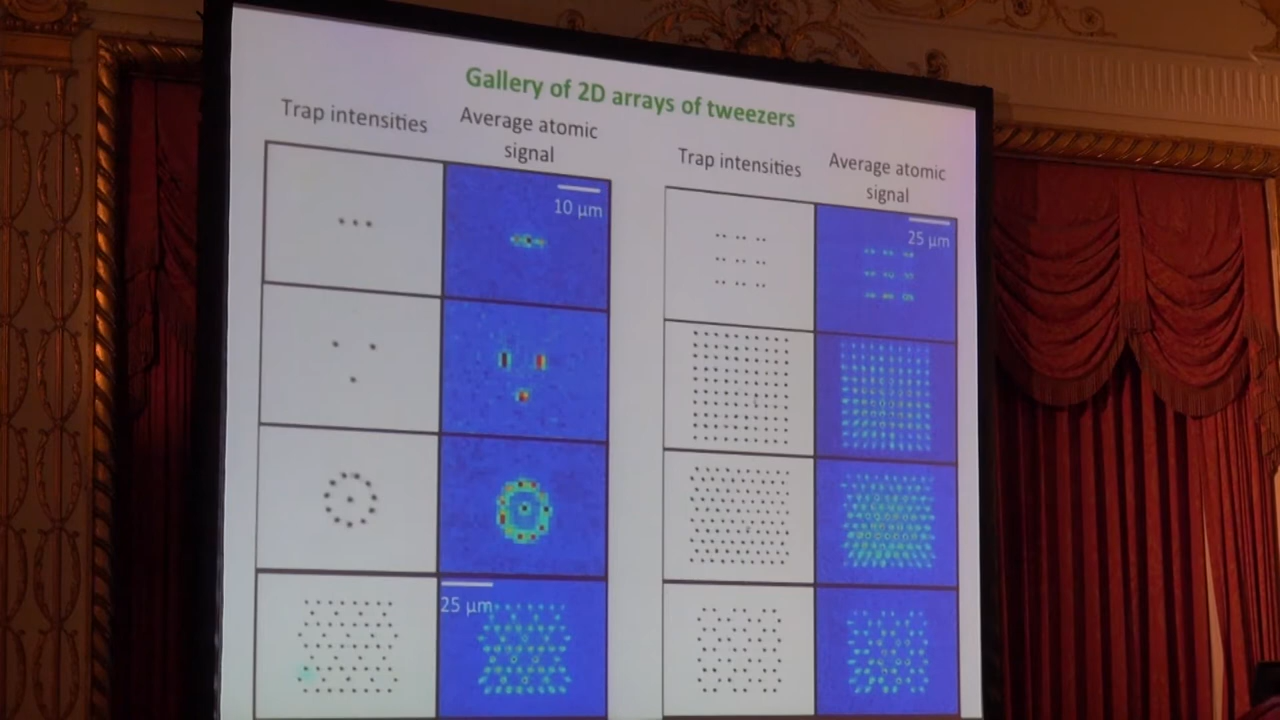 Gallery of 2D arrays of tweezers
Trap intensities
Average atomic
signal
10 μm
25 μm
Trap intensities
Average atomic
signal
25 μm